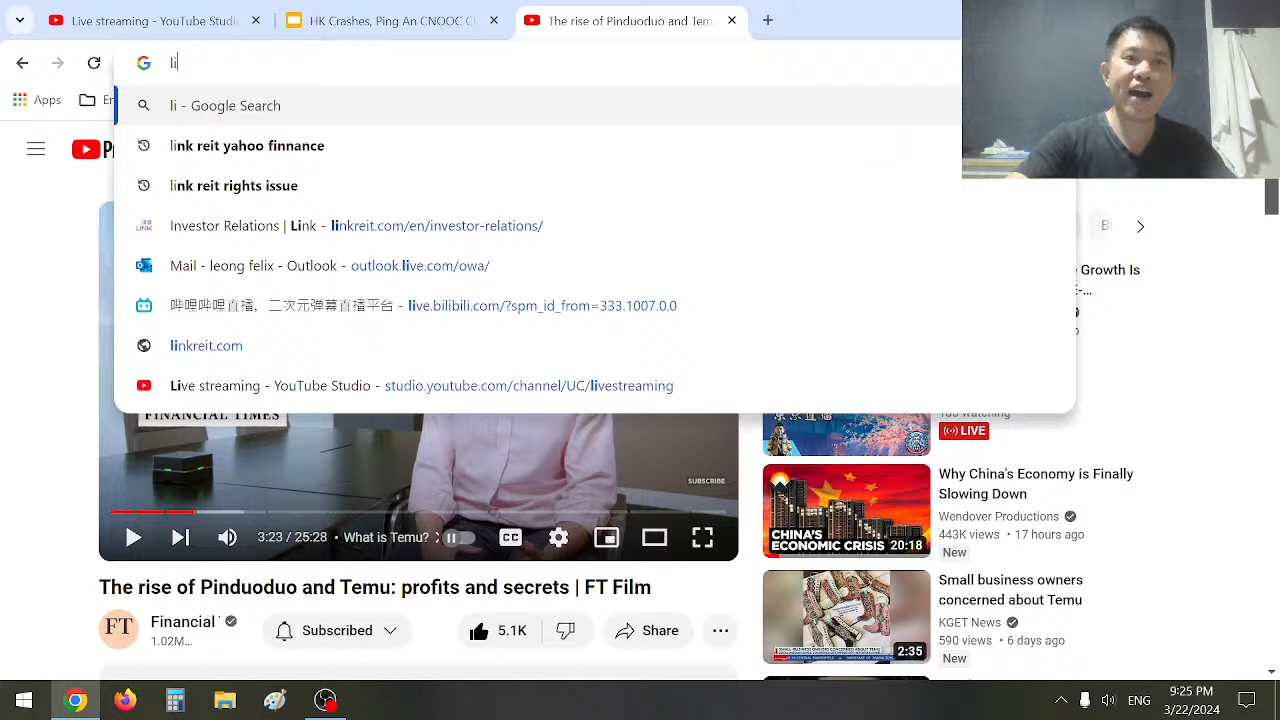 YouTube Studi
HK Crashes, Ping An CNOOC C
The rise of Pinduoduo and Temu
li
Apps
li - Google Search
link reit yahoo finnance
link reit rights issue
Investor Relations | Link - linkreit.com/en/investor-relations/
Mail - leong felix - Outlook - outlook.live.com/owa/
哔哩哔哩直播，二次元弹幕直播平台 - live.bilibili.com/?spm_id_from=333.1007.0.0
linkreit.com
Live streaming - YouTube Studio - studio.youtube.com/channel/UC/livestreaming
Growth Is
FINANCIAL TIMES
SUBSCRIBE
3:23 / 25:12 • What is Temu?
CC
The rise of Pinduoduo and Temu: profits and secrets | FT Film
FT
Financial
1.02M...
Subscribed
5.1K
Share
LIVE
CHINA'S
ECONOMIC CRISIS
20:18
Why China's Economy is Finally
Slowing Down
Wendover Productions
443K views • 17 hours ago
New
2:35
Small business owners
concerned about Temu
KGET News
590 views • 6 days ago
New
ENG
9:25 PM
3/22/2024